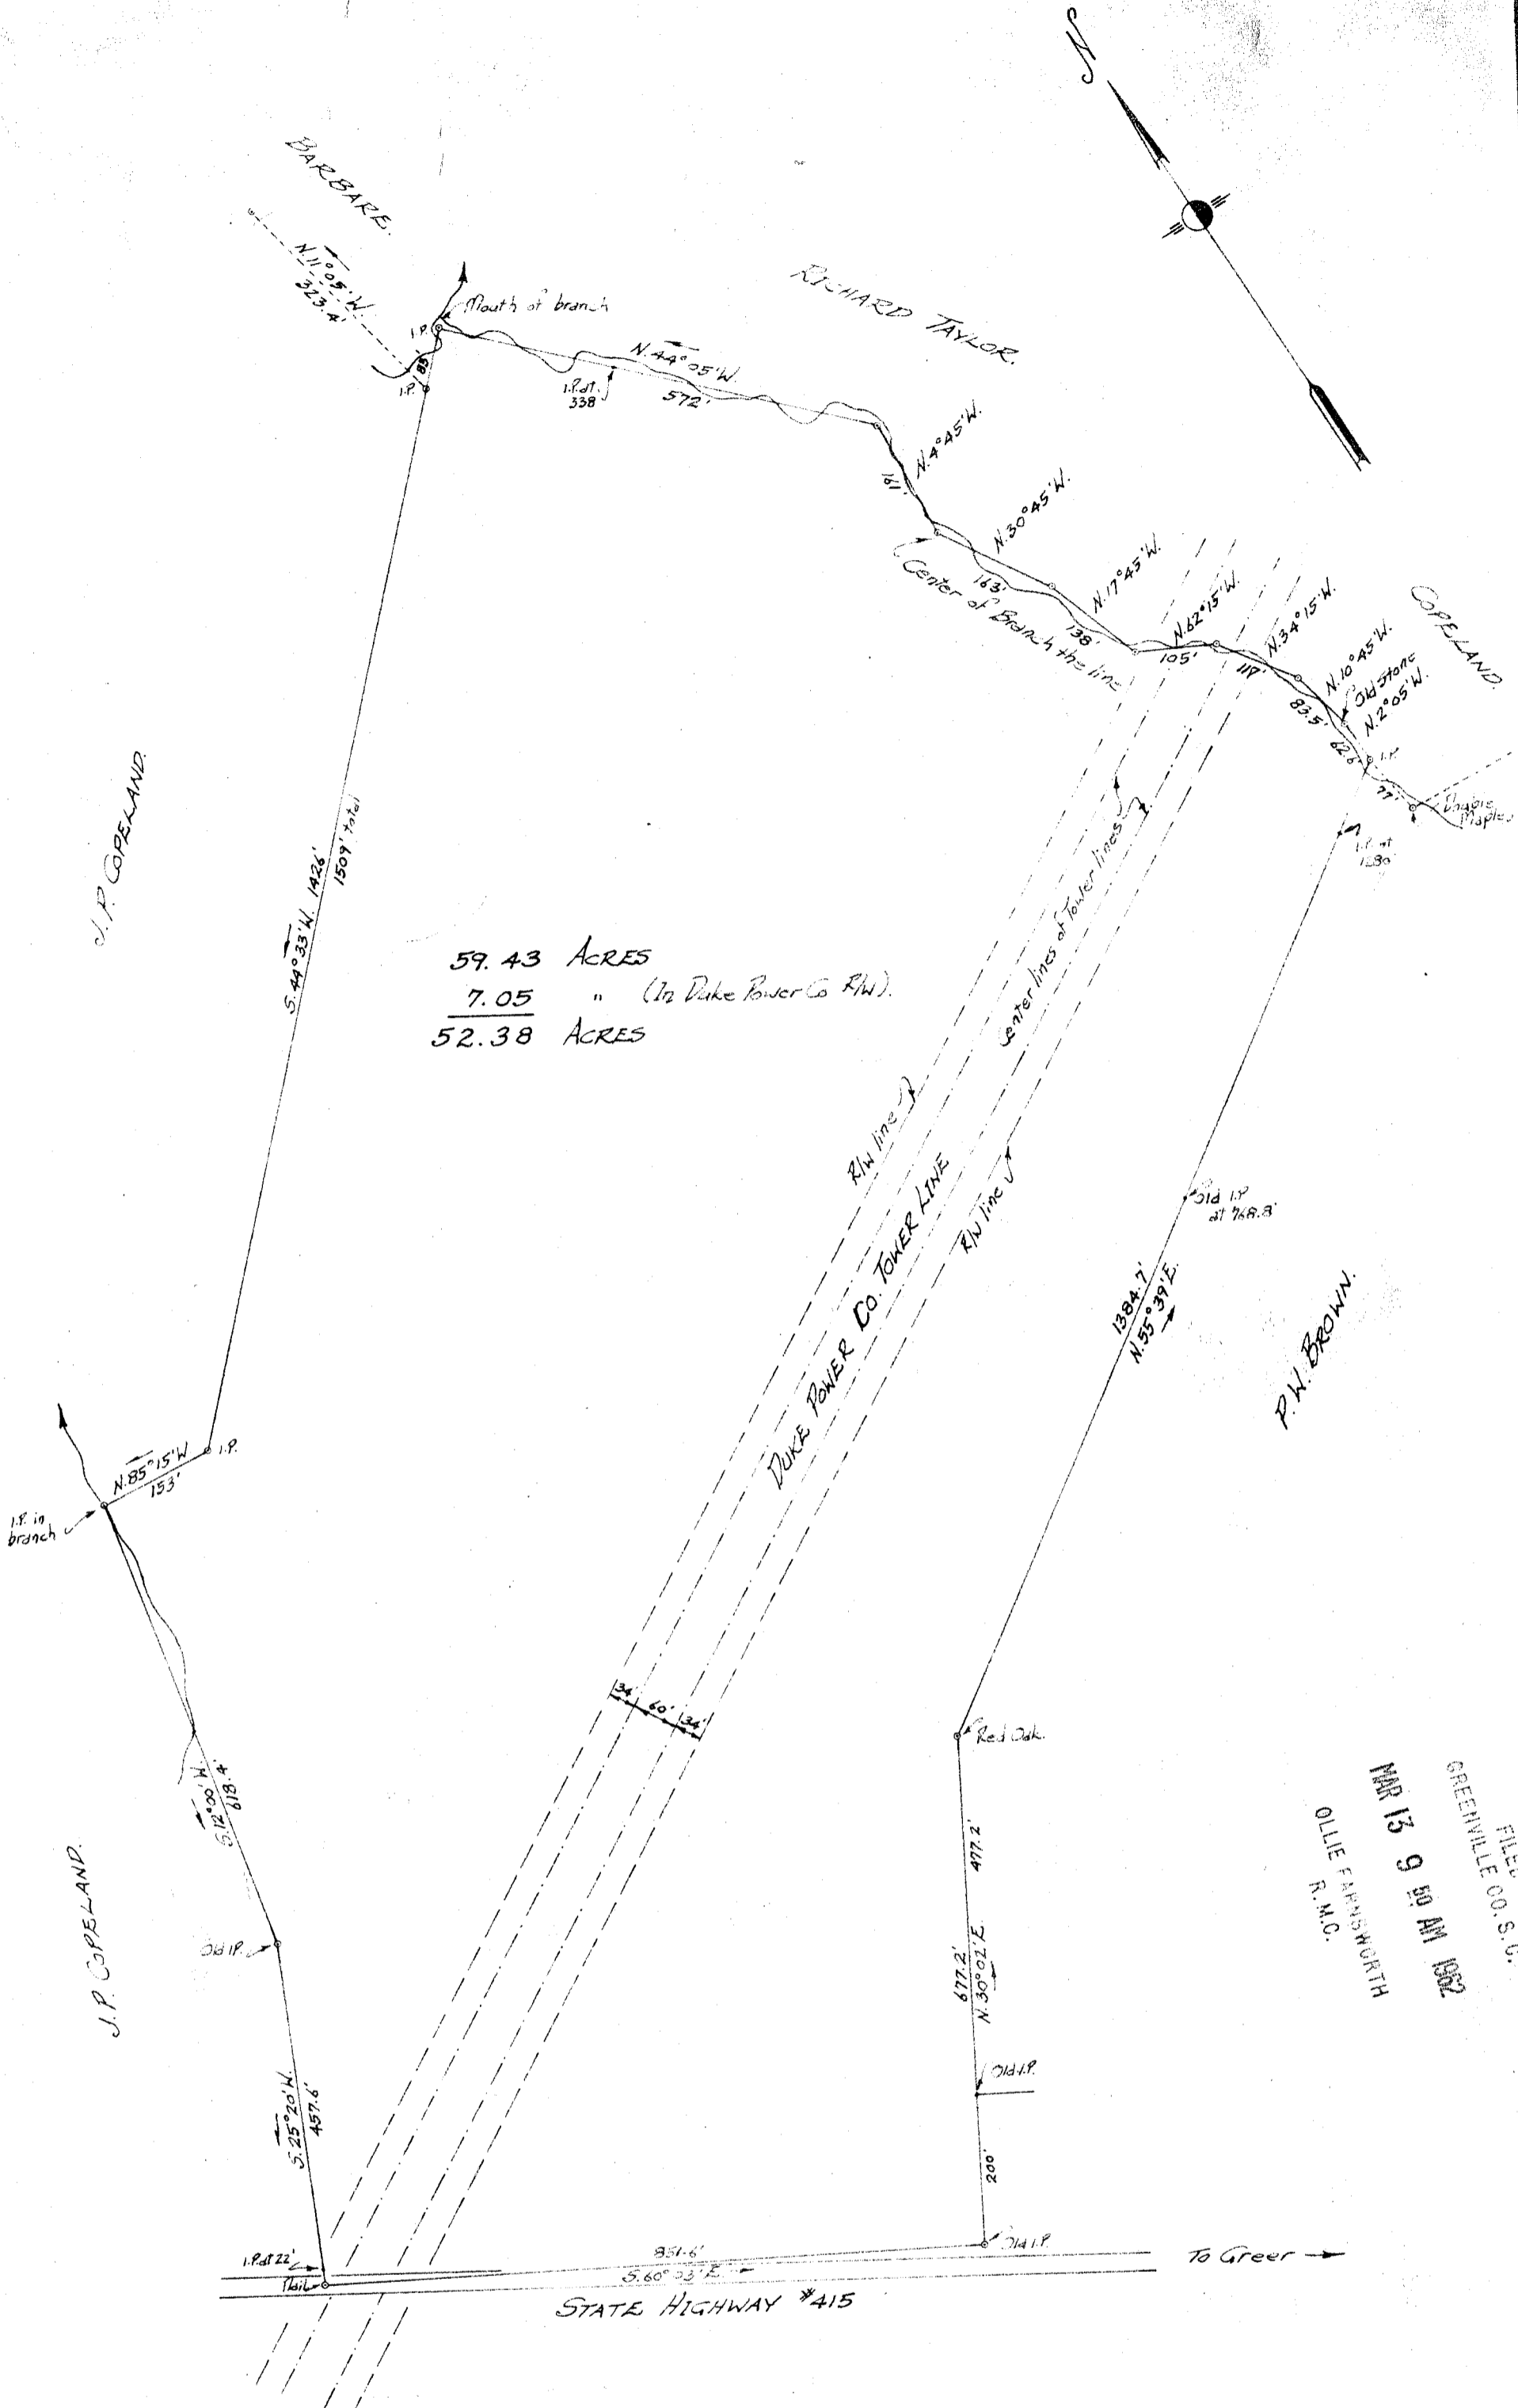 N
BARBARE.
N.11°05'W.
323.4'
Mouth of branch
I.P.
I.P.
RICHARD TAYLOR.
N.44°05'W.
572'
I.P. at
338
N.4°45'W.
161'
N.30°45'W.
163'
Center of Branch the line
N.17°45'W.
138'
N.62°15'W.
105'
N.34°15'W.
N.10°45'W.
83.5'
Old Stone
N.2°05'W.
62.6'
I.P.
77'
COPELAND.
Maples
I.P. at
1280
J.P. COPELAND.
S.44°33'W. 1426'
1509' total
59.43 ACRES
7.05 " (In Duke Power Co R/W).
52.38 ACRES
Center lines of Tower lines
R/W line
DUKE POWER CO. TOWER LINE
R/W line
Old I.P.
at 768.8'
1384.7'
N.55°39'E.
P.W. BROWN.
N.85°15'W
153'
I.P.
I.P. in
branch
34' 60' 34'
Red Oak.
S.12°00'W.
618.4'
477.2'
677.2'
N.30°02'E
Old I.P.
J.P. COPELAND.
Old I.P.
200'
S.25°20'W.
457.6'
I.P. at 22'
Nail
851.6'
S.60°03'E
Old I.P.
To Greer
STATE HIGHWAY #415
FILED
GREENVILLE CO. S. C.
MAR 13 9 50 AM 1962
OLLIE FARNSWORTH
R. M. C.